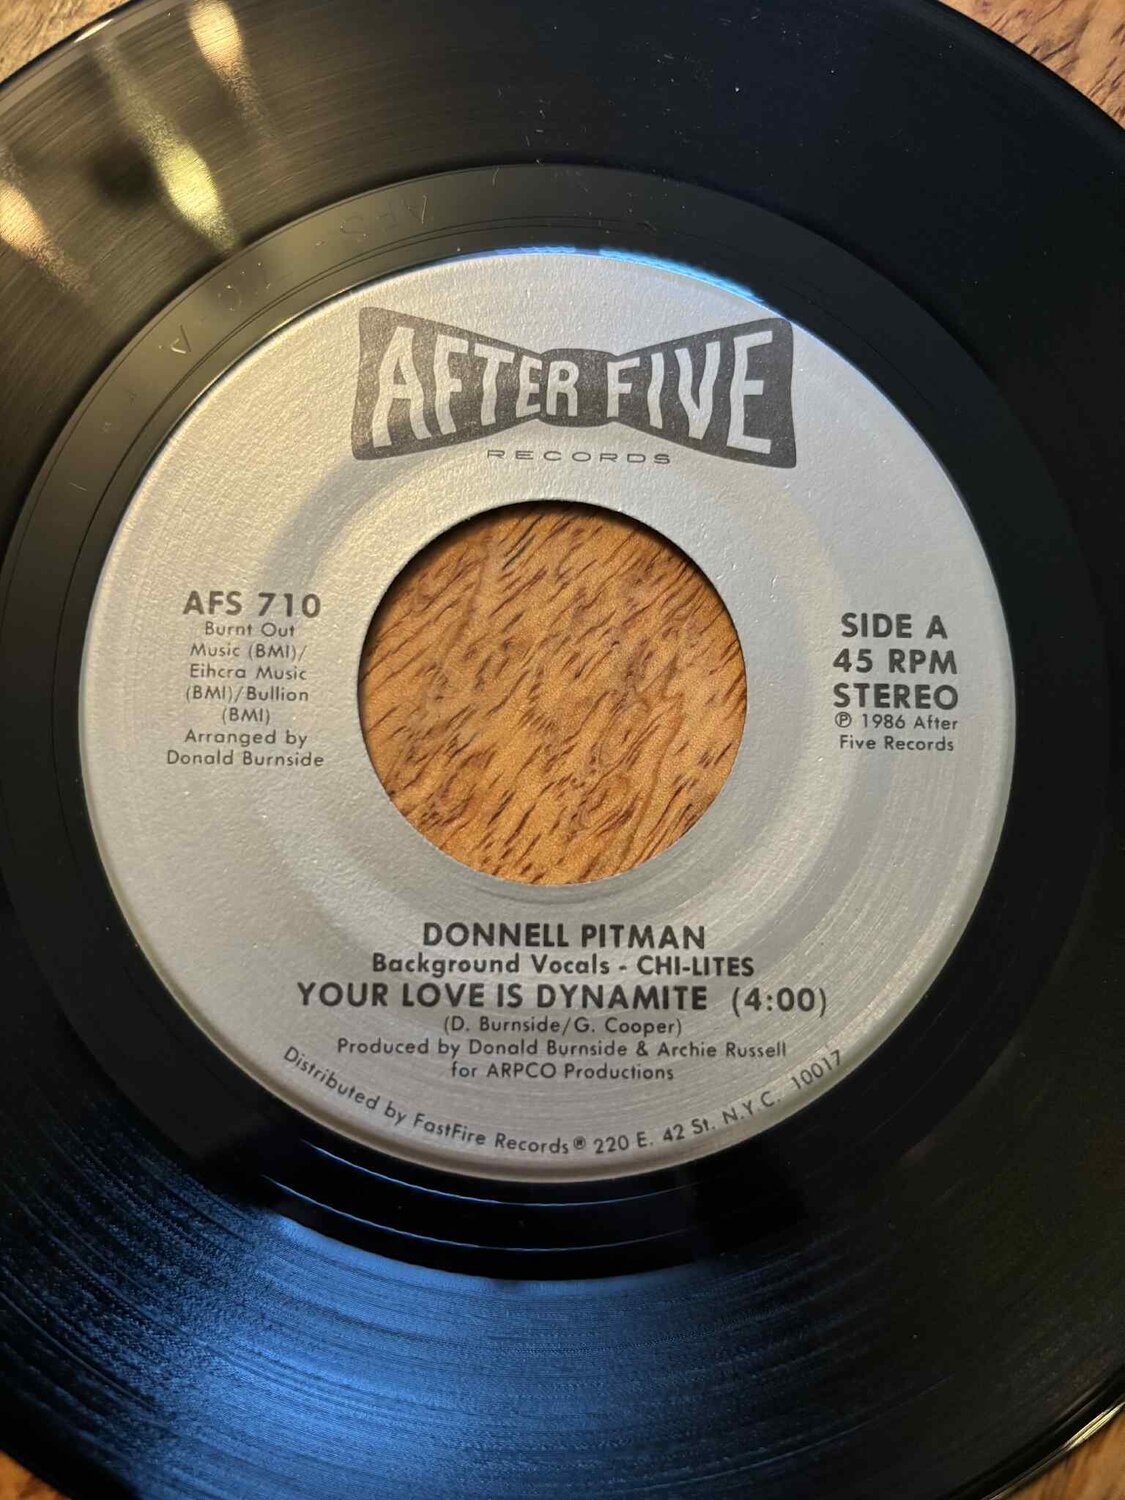 AFTER FIVE
RECORDS
AFS 710
Burnt Out
Music (BMI)/
Eihcra Music
(BMI)/Bullion
(BMI)
Arranged by
Donald Burnside
SIDE A
45 RPM
STEREO
℗ 1986 After
Five Records
DONNELL PITMAN
Background Vocals - CHI-LITES
YOUR LOVE IS DYNAMITE (4:00)
(D. Burnside/G. Cooper)
Produced by Donald Burnside & Archie Russell
for ARPCO Productions
Distributed by FastFire Records® 220 E. 42 St. N.Y.C. 10017